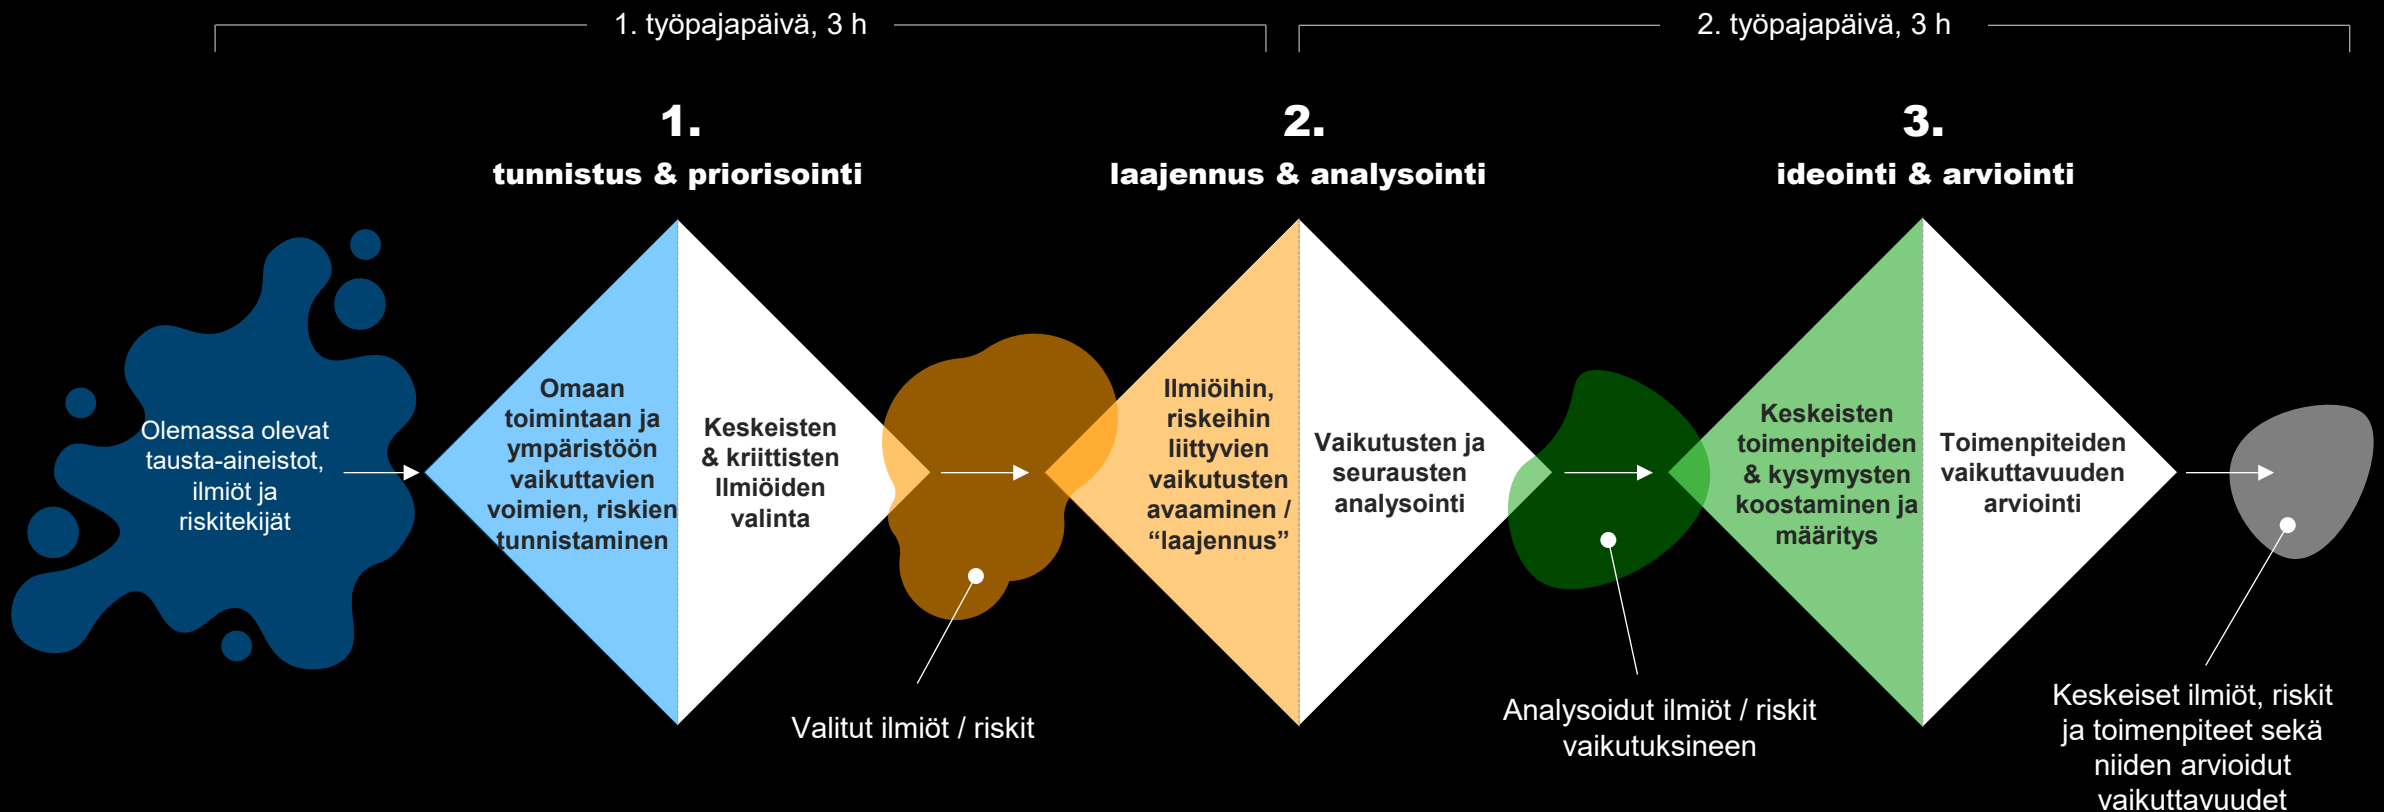 1. työpajapäivä, 3 h
2. työpajapäivä, 3 h
1.
tunnistus & priorisointi
2.
laajennus & analysointi
3.
ideointi & arviointi
Olemassa olevat
tausta-aineistot,
ilmiöt ja
riskitekijät
Omaan
toimintaan ja
ympäristöön
vaikuttavien
voimien, riskien
tunnistaminen
Keskeisten
& kriittisten
Ilmiöiden
valinta
Valitut ilmiöt / riskit
Ilmiöihin,
riskeihin
liittyvien
vaikutusten
avaaminen /
“laajennus”
Vaikutusten ja
seurausten
analysointi
Analysoidut ilmiöt / riskit
vaikutuksineen
Keskeisten
toimenpiteiden
& kysymysten
koostaminen ja
määritys
Toimenpiteiden
vaikuttavuuden
arviointi
Keskeiset ilmiöt, riskit
ja toimenpiteet sekä
niiden arvioidut
vaikuttavuudet